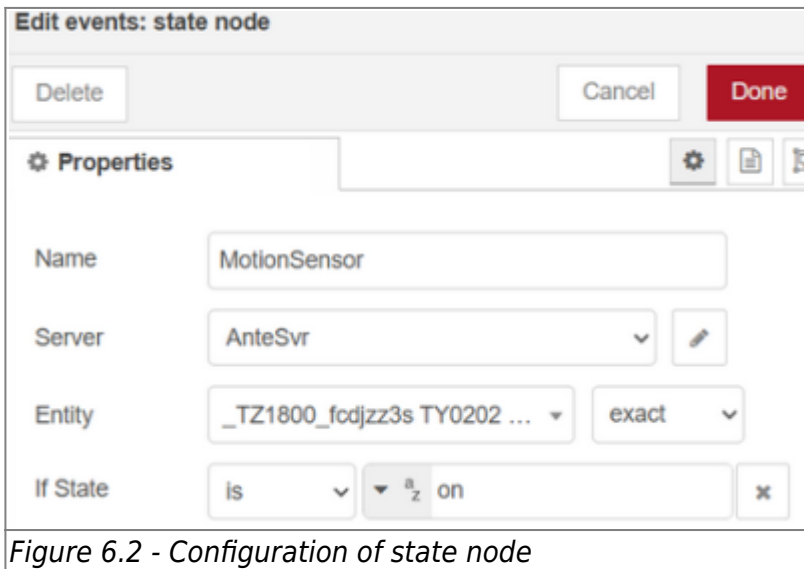 Edit events: state node
Delete Cancel Done
Properties
Name MotionSensor
Server AnteSvr
Entity _TZ1800_fcdjzz3s TY0202 ... exact
If State is a z on
Figure 6.2 - Configuration of state node